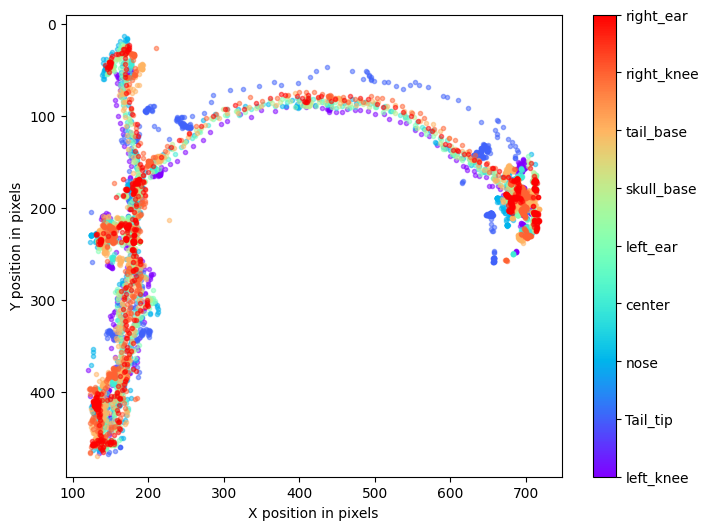 0
100
200
300
400
Y position in pixels
100
200
300
400
500
600
700
X position in pixels
right_ear
right_knee
tail_base
skull_base
left_ear
center
nose
Tail_tip
left_knee